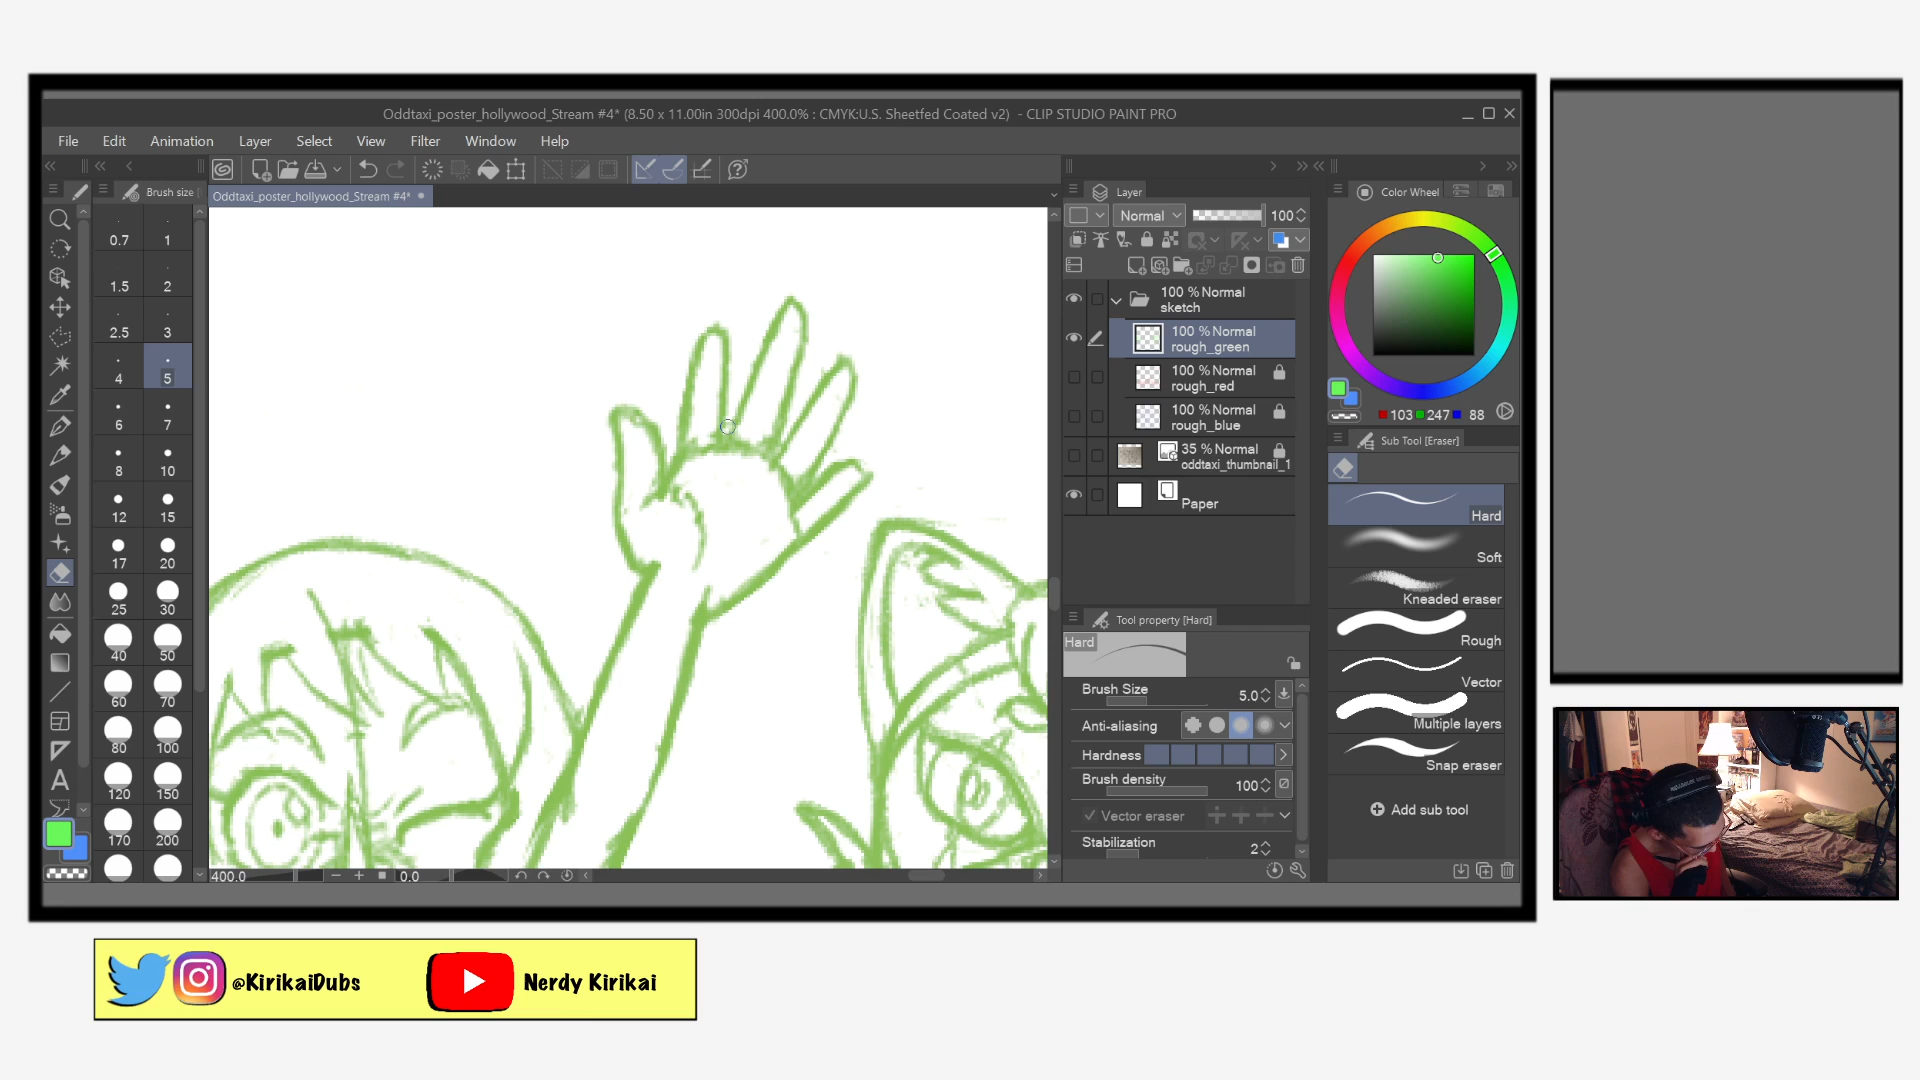 Oddtaxi_poster_hollywood_Stream #4* (8.50 x 11.00in 300dpi 400.0% : CMYK:U.S. Sheetfed Coated v2) - CLIP STUDIO PAINT PRO
File Edit Animation Layer Select View Filter Window Help
Brush size
Oddtaxi_poster_hollywood_Stream #4*
0.7 1
1.5 2
2.5 3
4 5
6 7
8 10
12 15
17 20
25 30
40 50
60 70
80 100
120 150
170 200
400.0 0.0
Layer
Normal 100
100 % Normal
sketch
100 % Normal
rough_green
100 % Normal
rough_red
100 % Normal
rough_blue
35 % Normal
oddtaxi_thumbnail_1
Paper
Tool property [Hard]
Hard
Brush Size 5.0
Anti-aliasing
Hardness
Brush density 100
Vector eraser
Stabilization 2
Color Wheel
103 247 88
Sub Tool [Eraser]
Hard
Soft
Kneaded eraser
Rough
Vector
Multiple layers
Snap eraser
Add sub tool
@KirikaiDubs
Nerdy Kirikai